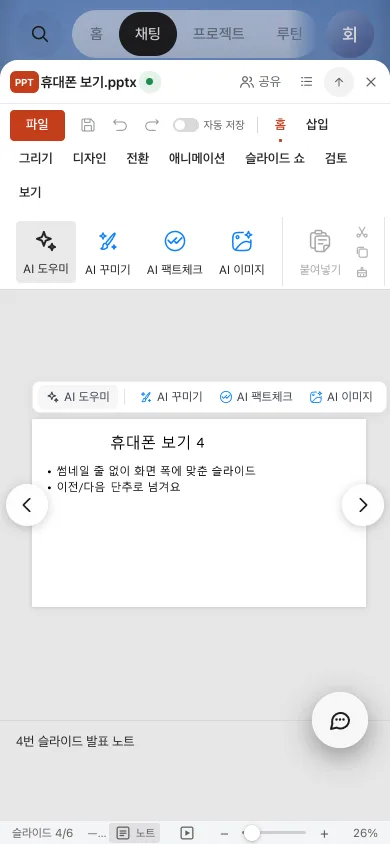 홈 채팅 프로젝트 루틴 회
PPT 휴대폰 보기.pptx 공유
파일 자동 저장 홈 삽입
그리기 디자인 전환 애니메이션 슬라이드 쇼 검토
보기
AI 도우미 AI 꾸미기 AI 팩트체크 AI 이미지 붙여넣기
AI 도우미 AI 꾸미기 AI 팩트체크 AI 이미지
휴대폰 보기 4
• 썸네일 줄 없이 화면 폭에 맞춘 슬라이드
• 이전/다음 단추로 넘겨요
4번 슬라이드 발표 노트
슬라이드 4/6 —... 노트 − + 26%